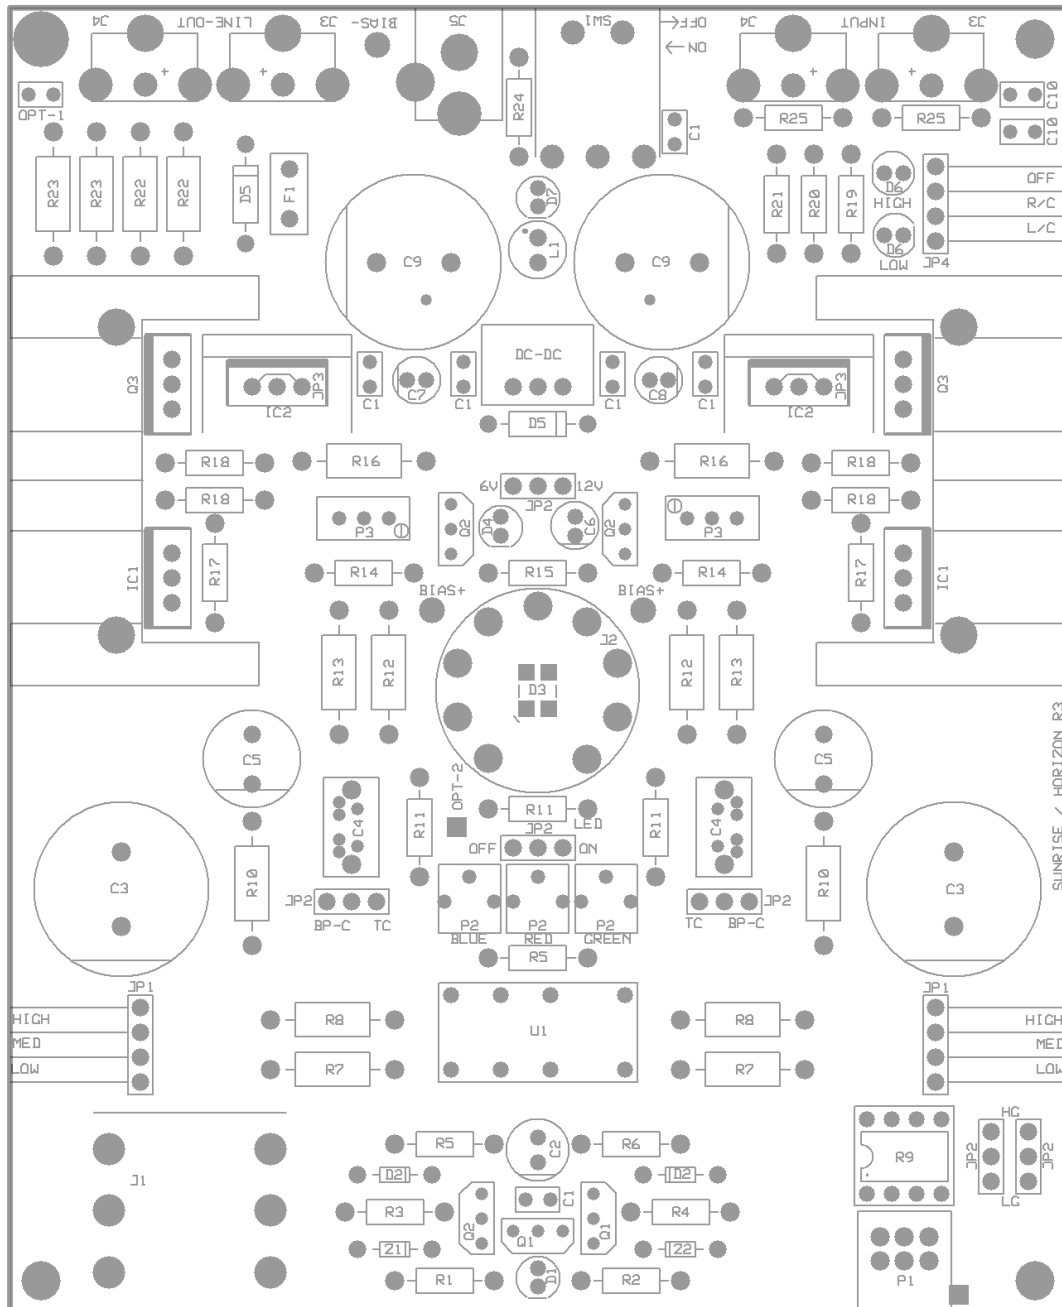 J4 LINE-OUT J3 BIAS- J5 SW1 OFF J4 INPUT J3
ON
+ + + +
OPT-1 R24 C1 R25 R25 C10
C10
R23 R23 R22 R22 D5 F1 D7 R21 R20 R19 D6 OFF
HIGH R/C
L1 D6 L/C
C9 C9 LOW JP4
Q3 JP3 DC-DC JP3 Q3
IC2 C1 C7 C1 C1 C8 C1 IC2
D5
R18 R16 R16 R18
6V 12V
R18 JP2 R18
P3 Q2 D4 C6 Q2 P3
IC1 R17 R14 R15 R14 R17 IC1
BIAS+ BIAS+
J2
R13 R12 D3 R12 R13
SUNRISE / HORIZON R3
C5 C5
OPT-2
C4 R11 R11 LED R11 C4
JP2
OFF ON
C3 R10 R10 C3
JP2 JP2
BP-C TC P2 P2 P2 TC BP-C
BLUE RED GREEN
R5
JP1 JP1
HIGH R8 U1 R8 HIGH
MED MED
LOW R7 R7 LOW
HG
R5 C2 R6 JP2 R9 JP2
J1 D2 D2
C1 LG
R3 Q2 Q1 Q1 R4
Z1 Z2
R1 D1 R2 P1